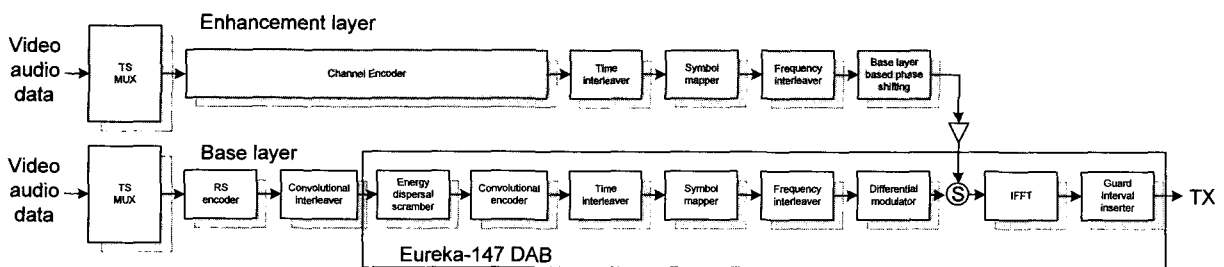 Enhancement layer
Video
audio
data
TS
MUX
Channel Encoder
Time
interleaver
Symbol
mapper
Frequency
interleaver
Base layer
based phase
shifting
Base layer
Video
audio
data
TS
MUX
RS
encoder
Convolutional
interleaver
Energy
dispersal
scramber
Convolutional
encoder
Time
interleaver
Symbol
mapper
Frequency
interleaver
Differential
modulator
S
IFFT
Guard
interval
inserter
TX
Eureka-147 DAB